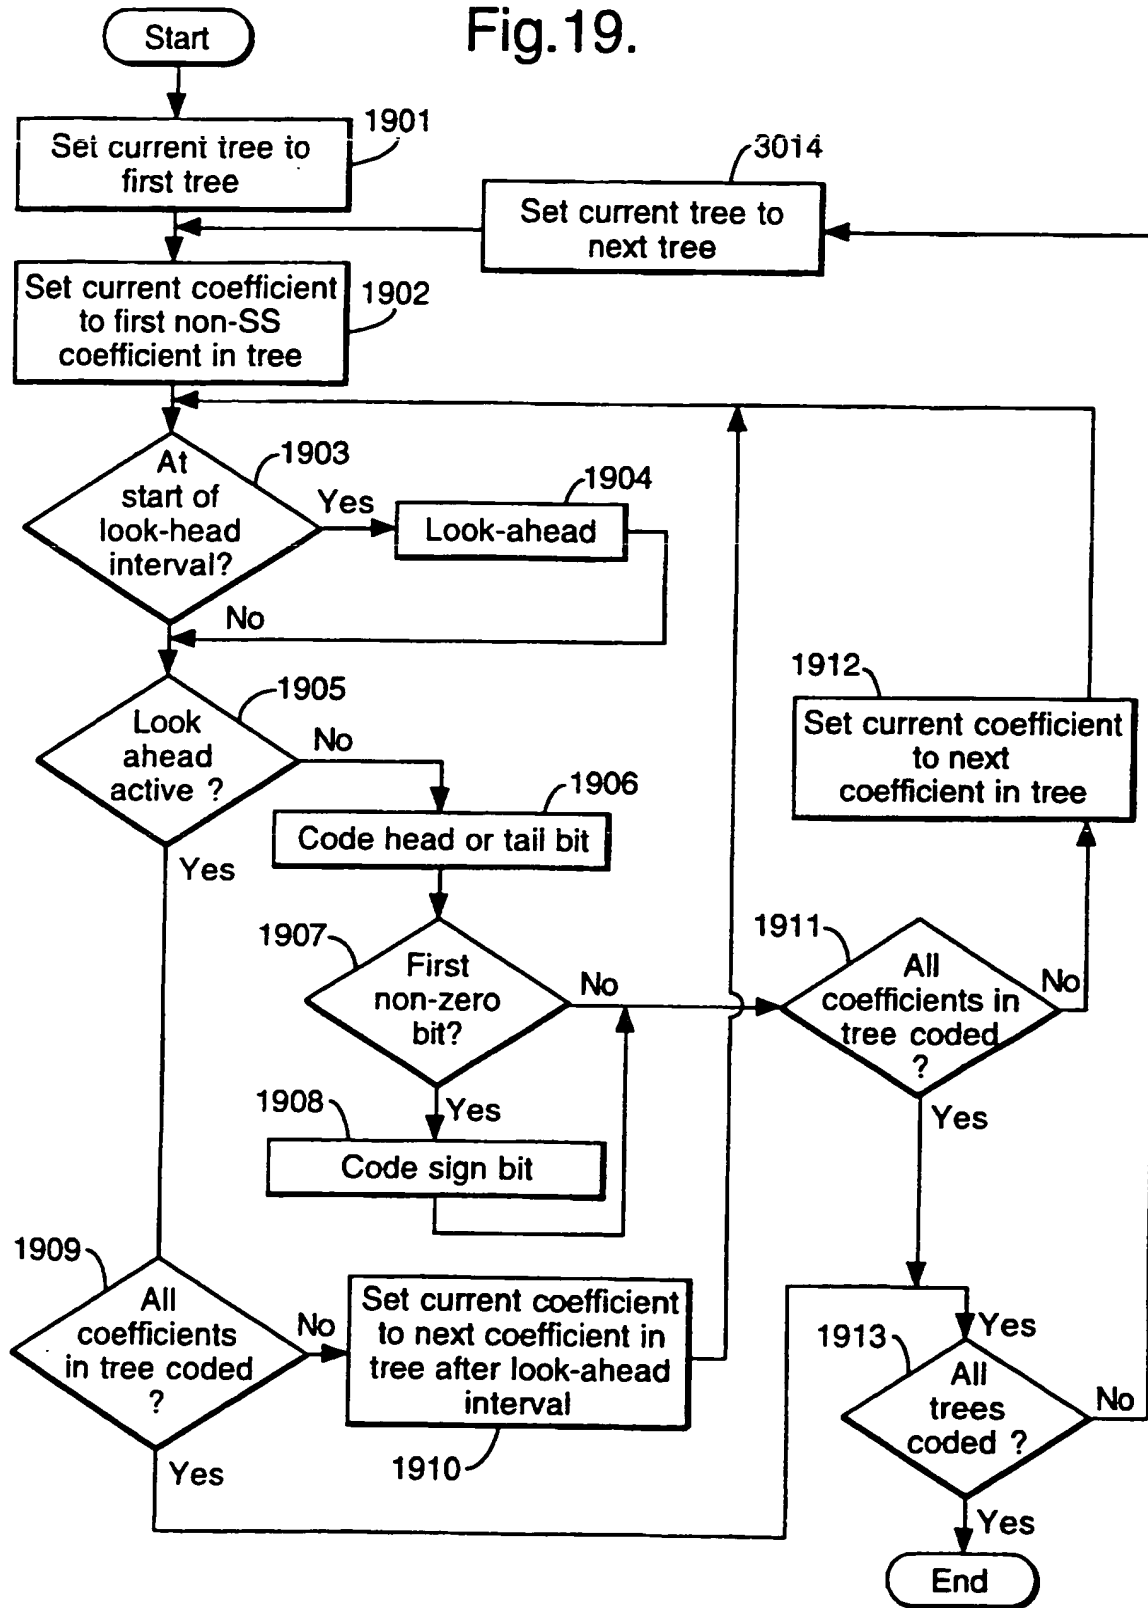 Fig.19.
Start
1901
Set current tree to
first tree
3014
Set current tree to
next tree
1902
Set current coefficient
to first non-SS
coefficient in tree
1903
At
start of
look-head
interval?
Yes
1904
Look-ahead
No
1905
Look
ahead
active ?
No
1906
Code head or tail bit
Yes
1907
First
non-zero
bit?
No
1908
Yes
Code sign bit
1912
Set current coefficient
to next
coefficient in tree
1911
All
coefficients in
tree coded
?
No
Yes
1909
All
coefficients
in tree coded
?
No
Set current coefficient
to next coefficient in
tree after look-ahead
interval
1910
Yes
Yes
1913
All
trees
coded ?
No
Yes
End